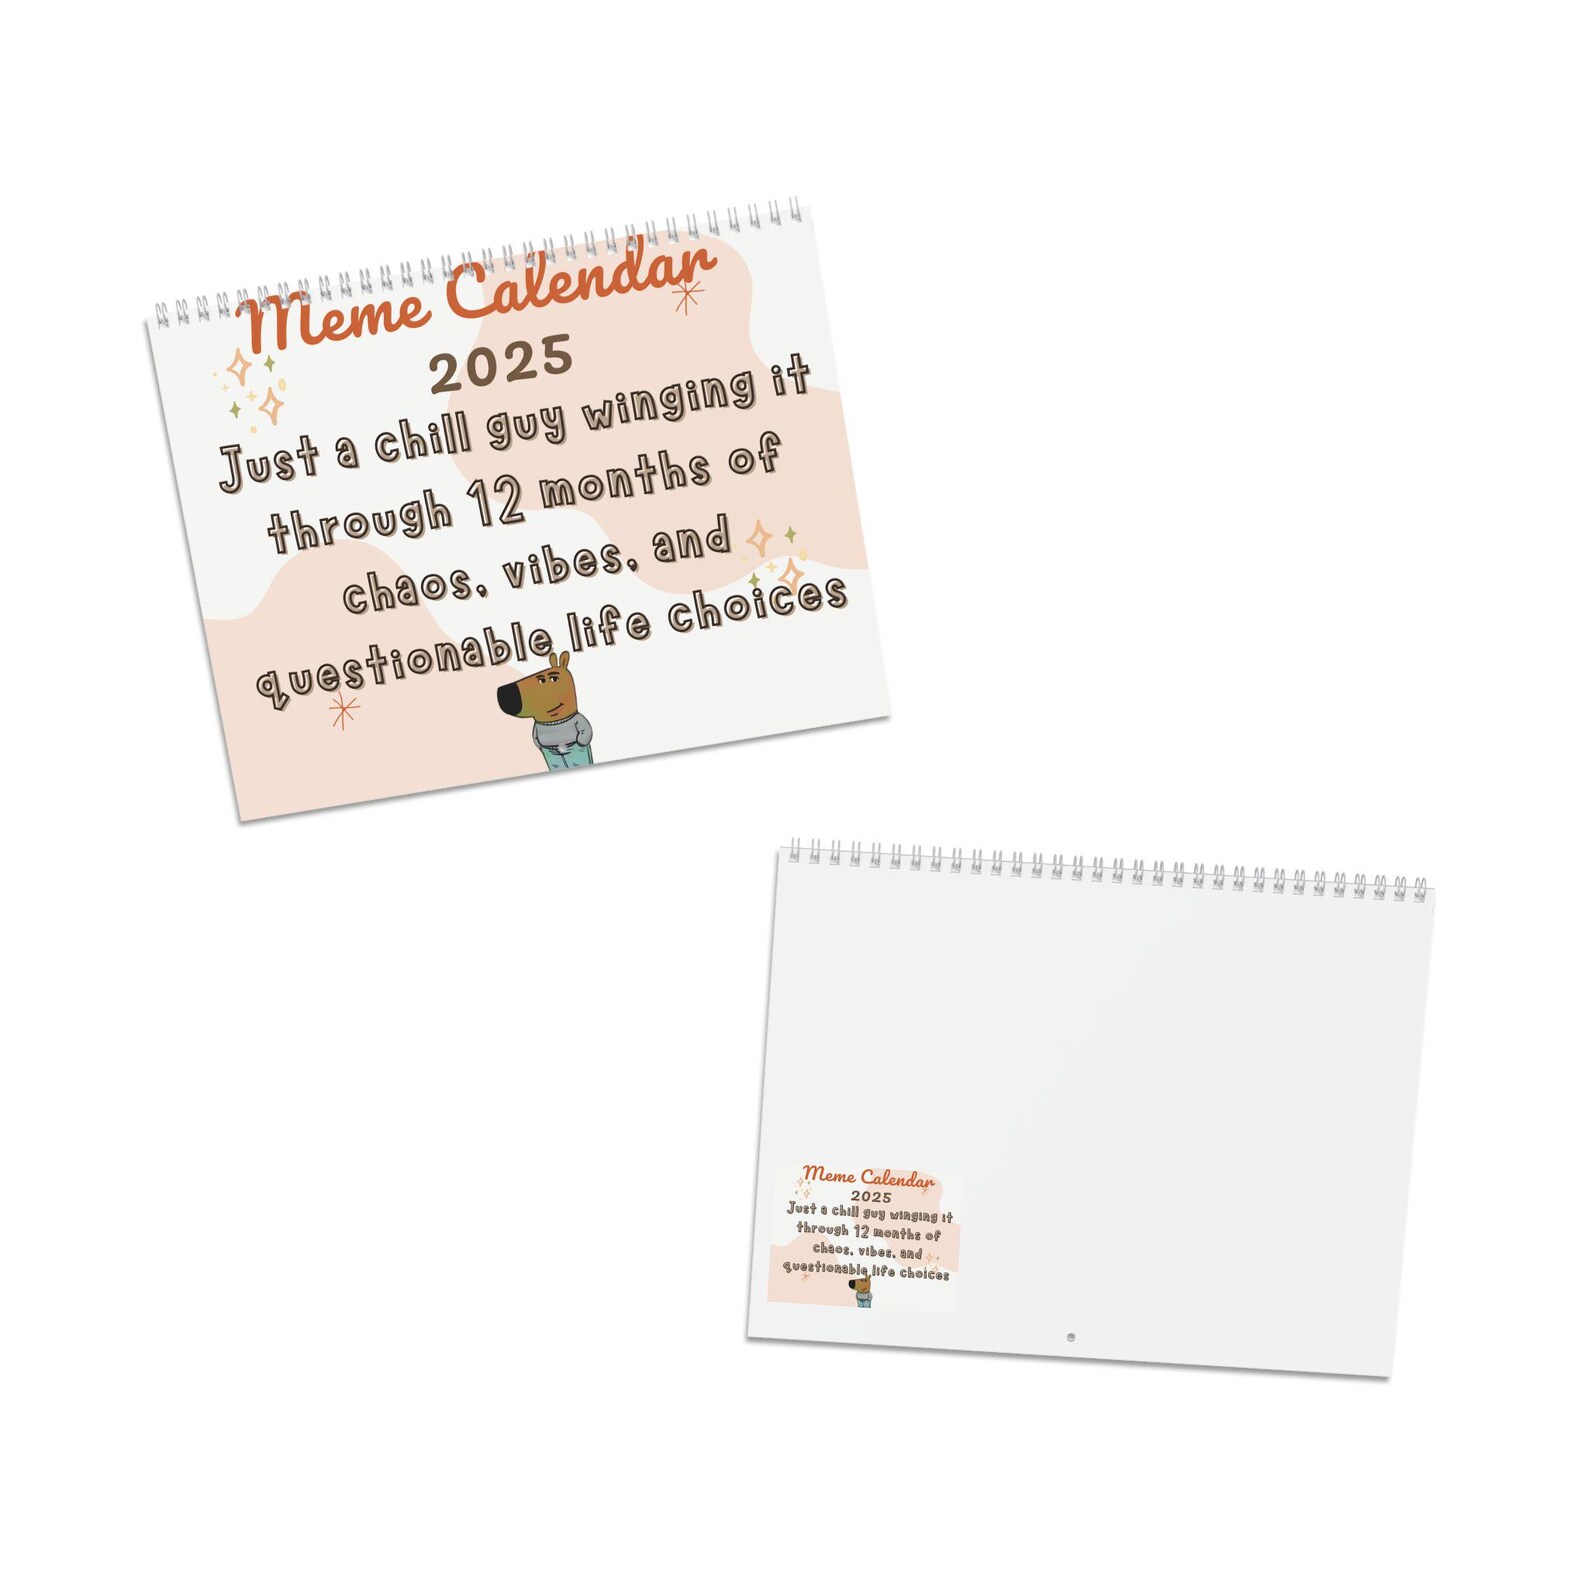 Meme Calendar
2025
Just a chill guy winging it
through 12 months of
chaos, vibes, and
questionable life choices
Meme Calendar
2025
Just a chill guy winging it
through 12 months of
chaos, vibes, and
questionable life choices